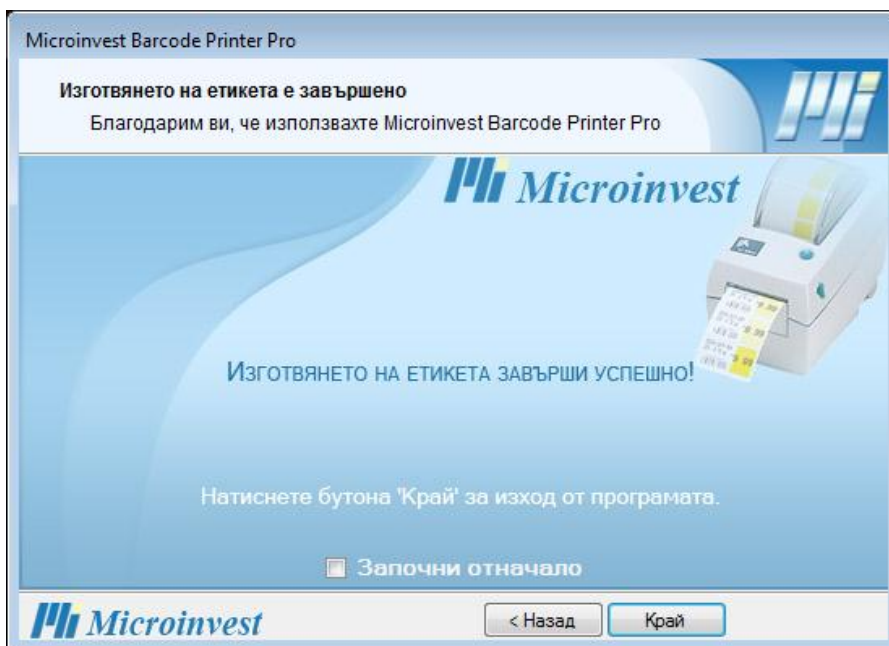 Microinvest Barcode Printer Pro
Изготвянето на етикета е завършено
Благодарим ви, че използвахте Microinvest Barcode Printer Pro
Microinvest
Изготвянето на етикета завърши успешно!
Натиснете бутона 'Край' за изход от програмата.
Започни отначало
Microinvest
< Назад
Край